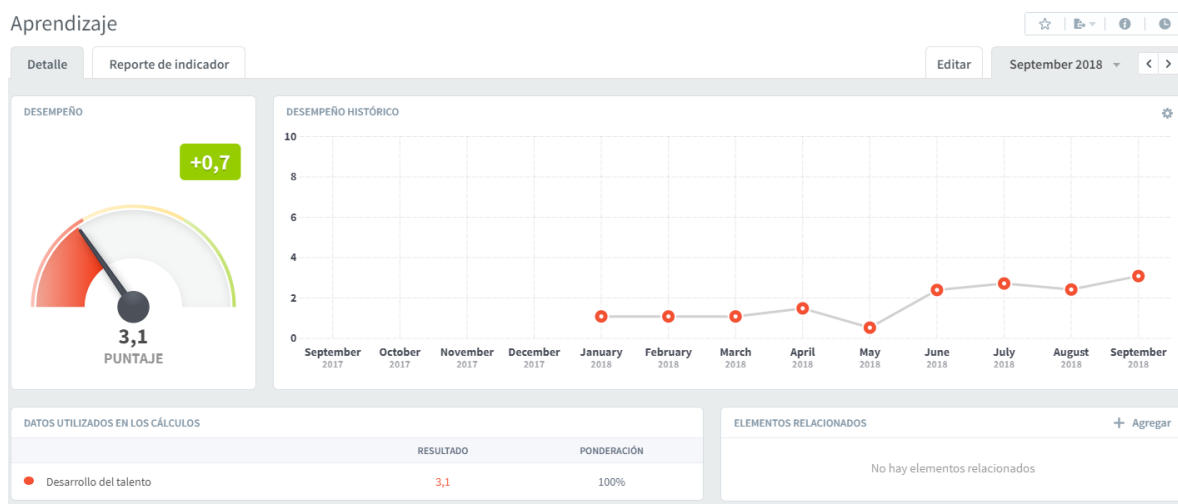 Aprendizaje
Detalle
Reporte de indicador
Editar
September 2018
DESEMPEÑO
+0,7
3,1
PUNTAJE
DESEMPEÑO HISTÓRICO
10
8
6
4
2
0
September October November December January February March April May June July August September
2017 2017 2017 2017 2018 2018 2018 2018 2018 2018 2018 2018 2018
DATOS UTILIZADOS EN LOS CÁLCULOS
RESULTADO PONDERACIÓN
Desarrollo del talento 3,1 100%
ELEMENTOS RELACIONADOS
+ Agregar
No hay elementos relacionados